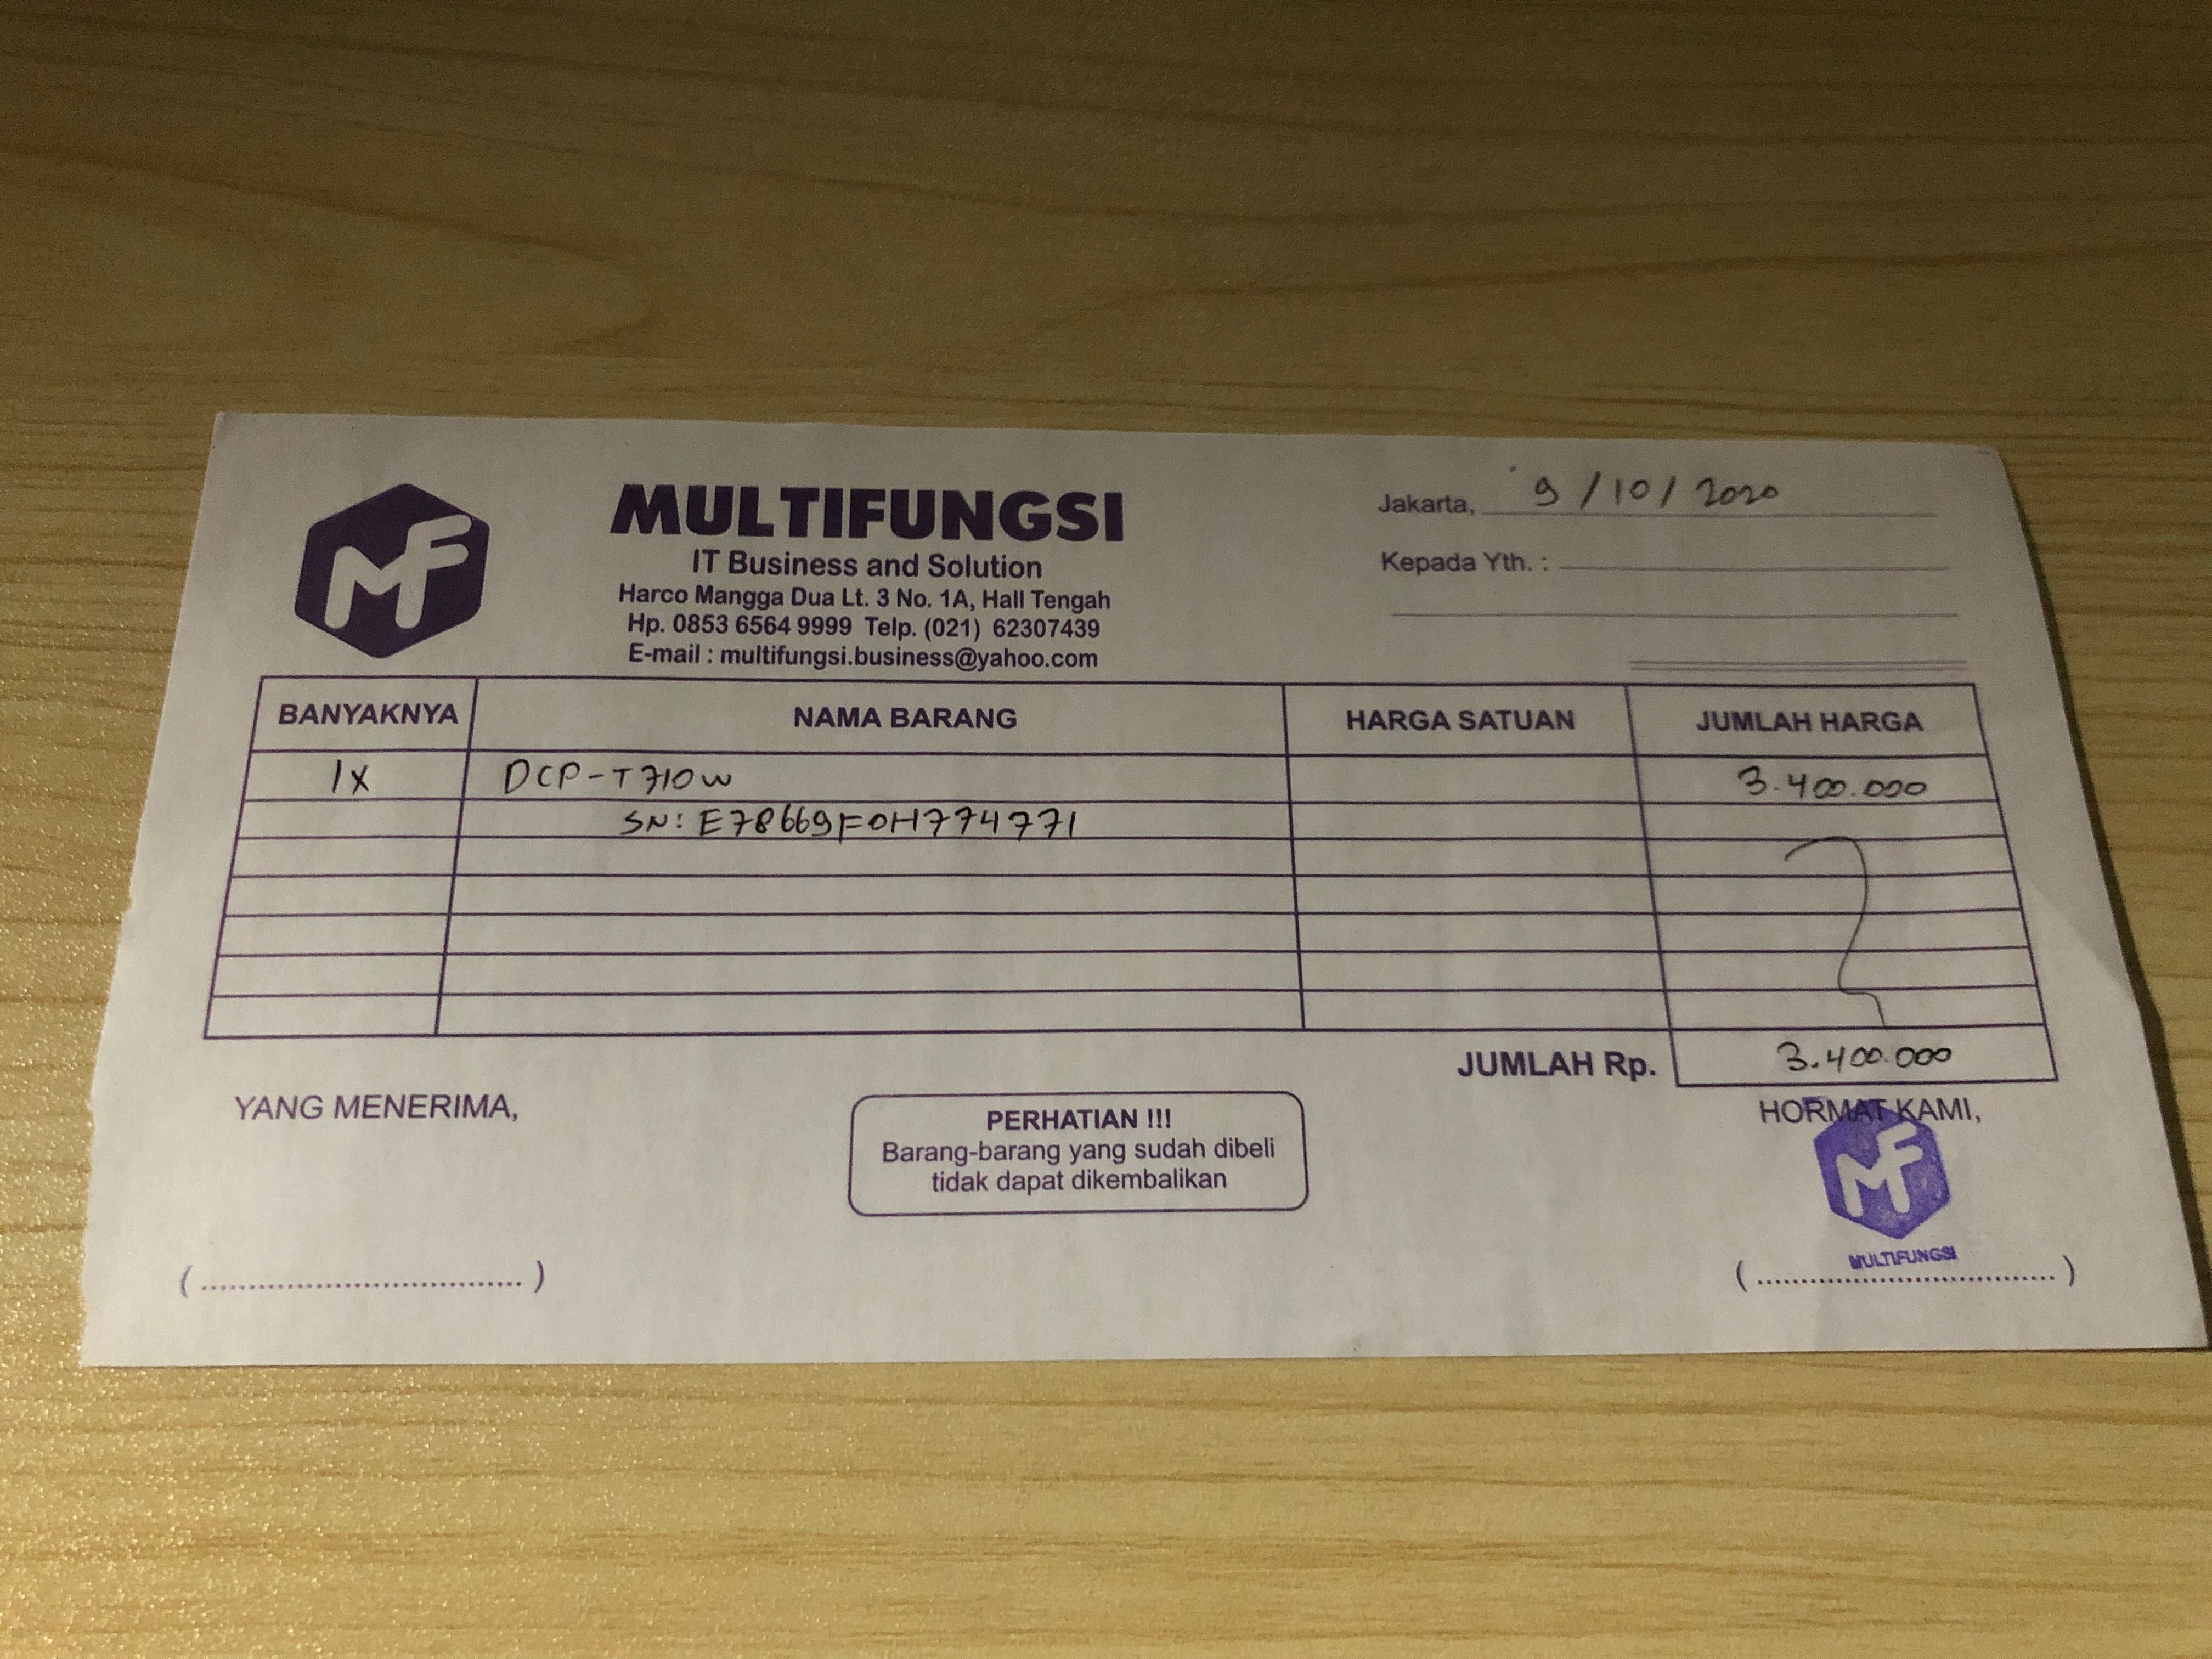 MF
MULTIFUNGSI
IT Business and Solution
Harco Mangga Dua Lt. 3 No. 1A, Hall Tengah
Hp. 0853 6564 9999 Telp. (021) 62307439
E-mail : multifungsi.business@yahoo.com
Jakarta, 9/10/2020
Kepada Yth. :
BANYAKNYA NAMA BARANG HARGA SATUAN JUMLAH HARGA
1X DCP-T710W 3.400.000
SN: E78669F0H774771
JUMLAH Rp. 3.400.000
YANG MENERIMA,
PERHATIAN !!!
Barang-barang yang sudah dibeli
tidak dapat dikembalikan
HORMAT KAMI,
MF
MULTIFUNGSI
(................................) (................................)